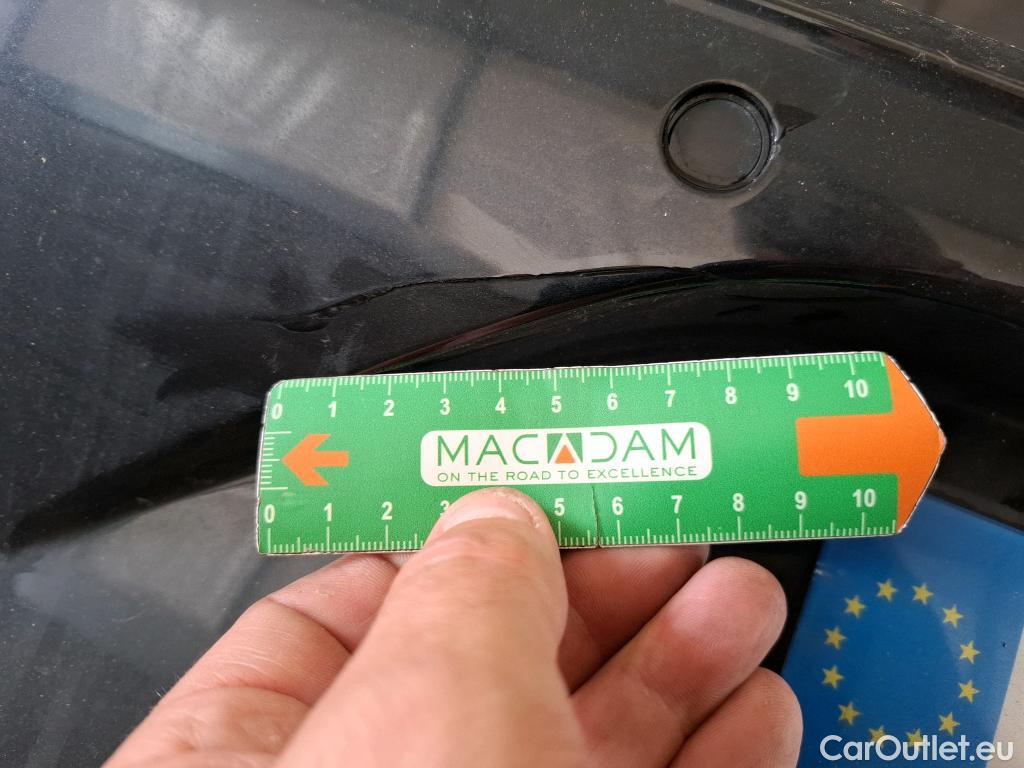 0 1 2 3 4 5 6 7 8 9 10
MACADAM
ON THE ROAD TO EXCELLENCE
0 1 2 3 5 6 7 8 9 10
CarOutlet.eu